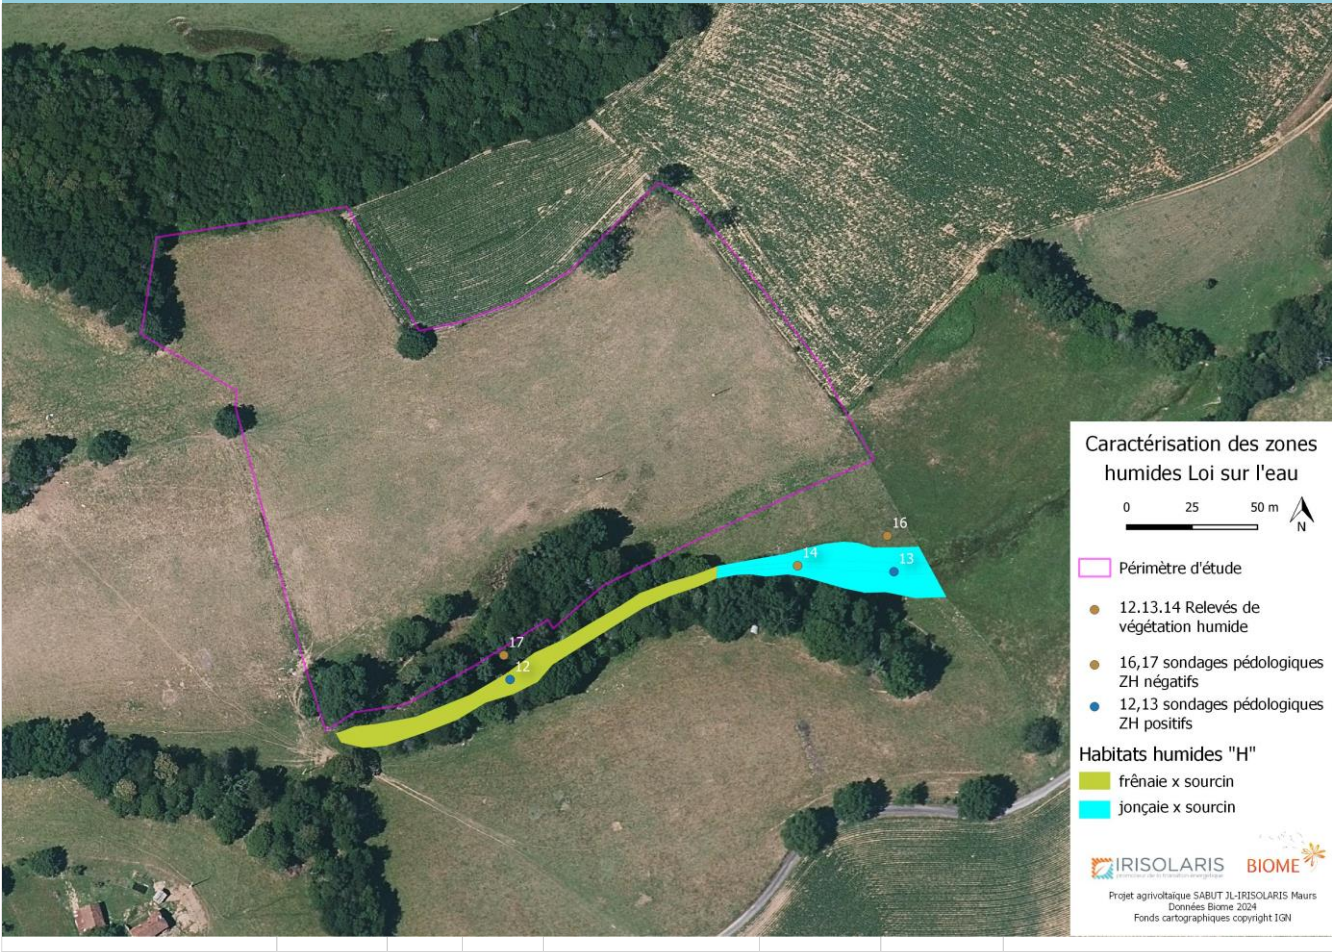 16
14
13
17
12
Caractérisation des zones
humides Loi sur l'eau
0 25 50 m
N
Périmètre d'étude
12.13.14 Relevés de
végétation humide
16,17 sondages pédologiques
ZH négatifs
12,13 sondages pédologiques
ZH positifs
Habitats humides "H"
frênaie x sourcin
jonçaie x sourcin
IRISOLARIS
BIOME
Projet agrivoltaïque SABUT JL-IRISOLARIS Maurs
Données Biome 2024
Fonds cartographiques copyright IGN